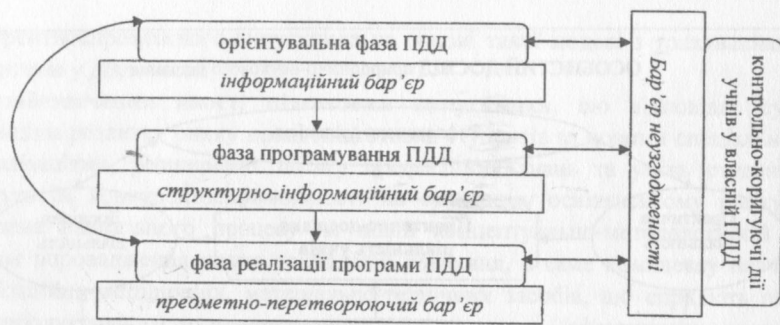 орієнтувальна фаза ПДД
інформаційний бар’єр
фаза програмування ПДД
структурно-інформаційний бар’єр
фаза реалізації програми ПДД
предметно-перетворюючий бар’єр
Бар’єр неузгодженості
контрольно-корегуючі дії
учнів у власній ПДД